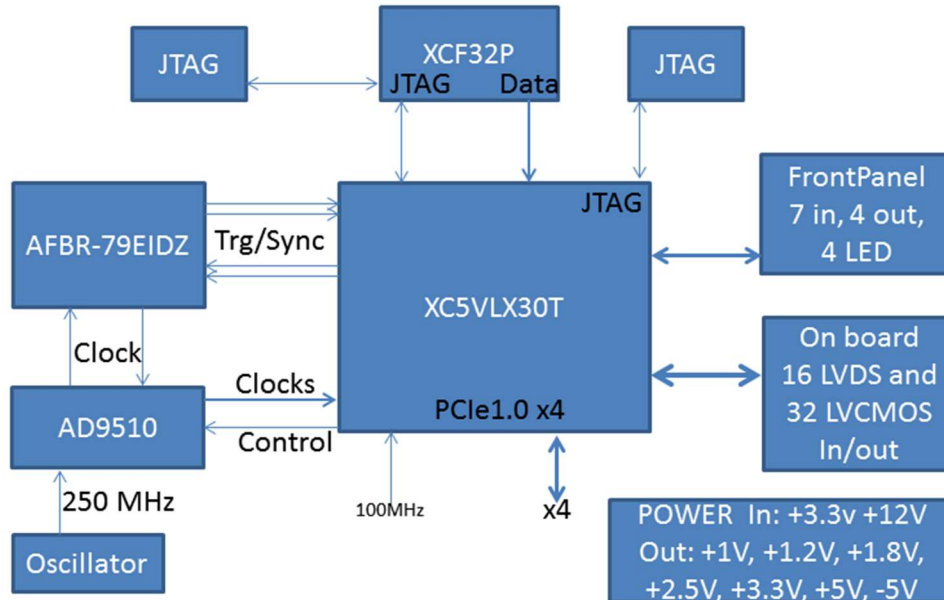 JTAG
XCF32P
JTAG Data
JTAG
AFBR-79EIDZ
Trg/Sync
JTAG
XC5VLX30T
PCIe1.0 x4
FrontPanel
7 in, 4 out,
4 LED
Clock
Clocks
AD9510
Control
On board
16 LVDS and
32 LVCMOS
In/out
250 MHz
Oscillator
100MHz
x4
POWER In: +3.3v +12V
Out: +1V, +1.2V, +1.8V,
+2.5V, +3.3V, +5V, -5V